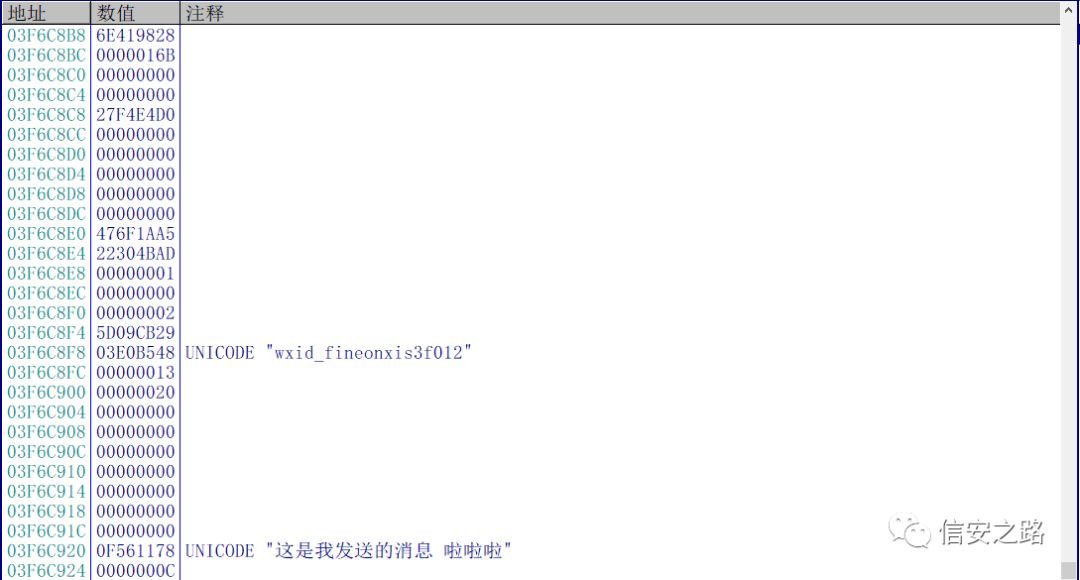 地址 数值 注释
03F6C8B8 6E419828
03F6C8BC 0000016B
03F6C8C0 00000000
03F6C8C4 00000000
03F6C8C8 27F4E4D0
03F6C8CC 00000000
03F6C8D0 00000000
03F6C8D4 00000000
03F6C8D8 00000000
03F6C8DC 00000000
03F6C8E0 476F1AA5
03F6C8E4 22304BAD
03F6C8E8 00000001
03F6C8EC 00000000
03F6C8F0 00000002
03F6C8F4 5D09CB29
03F6C8F8 03E0B548 UNICODE "wxid_fineonxis3f012"
03F6C8FC 00000013
03F6C900 00000020
03F6C904 00000000
03F6C908 00000000
03F6C90C 00000000
03F6C910 00000000
03F6C914 00000000
03F6C918 00000000
03F6C91C 00000000
03F6C920 0F561178 UNICODE "这是我发送的消息 啦啦啦"
03F6C924 0000000C
信安之路